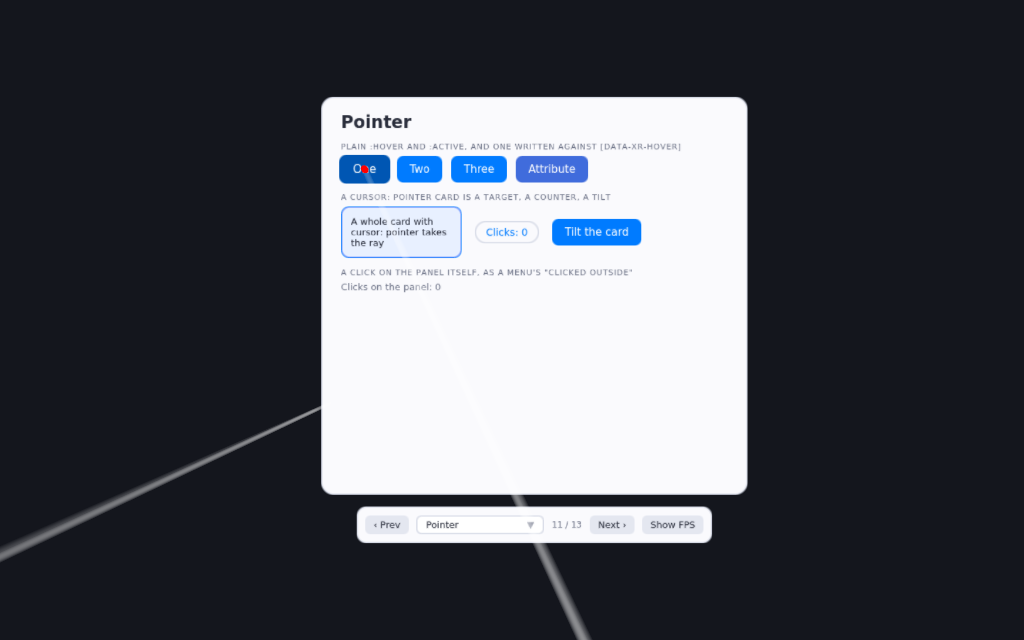 Pointer
PLAIN :HOVER AND :ACTIVE, AND ONE WRITTEN AGAINST [DATA-XR-HOVER]
One Two Three Attribute
A CURSOR: POINTER CARD IS A TARGET, A COUNTER, A TILT
A whole card with
cursor: pointer takes
the ray
Clicks: 0
Tilt the card
A CLICK ON THE PANEL ITSELF, AS A MENU'S "CLICKED OUTSIDE"
Clicks on the panel: 0
‹ Prev Pointer ▼ 11 / 13 Next › Show FPS